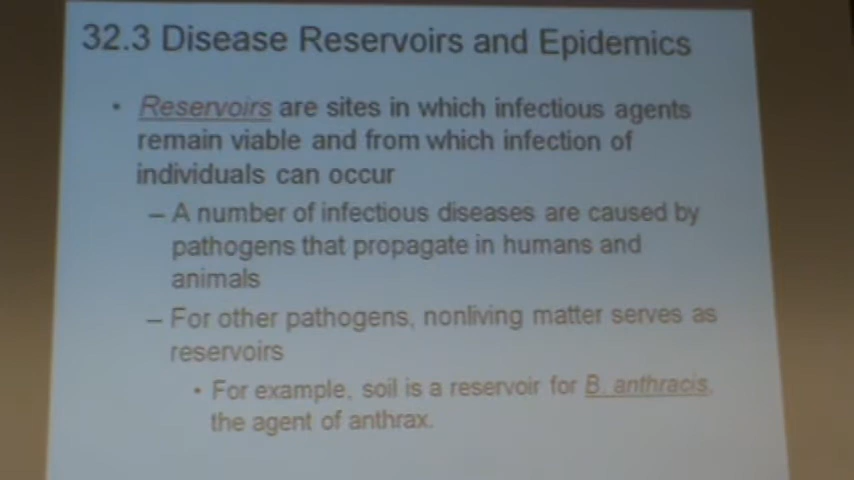 32.3 Disease Reservoirs and Epidemics
• Reservoirs are sites in which infectious agents
remain viable and from which infection of
individuals can occur
– A number of infectious diseases are caused by
pathogens that propagate in humans and
animals
– For other pathogens, nonliving matter serves as
reservoirs
• For example, soil is a reservoir for B. anthracis,
the agent of anthrax.